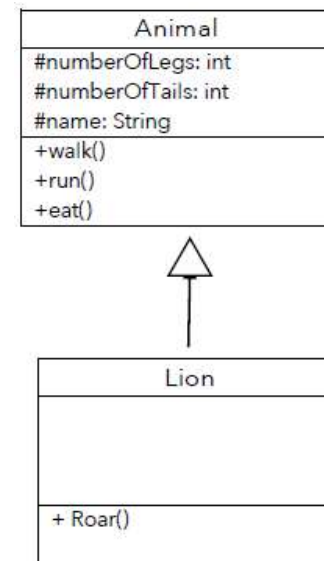 Animal
#numberOfLegs: int
#numberOfTails: int
#name: String
+walk()
+run()
+eat()
Lion
+ Roar()